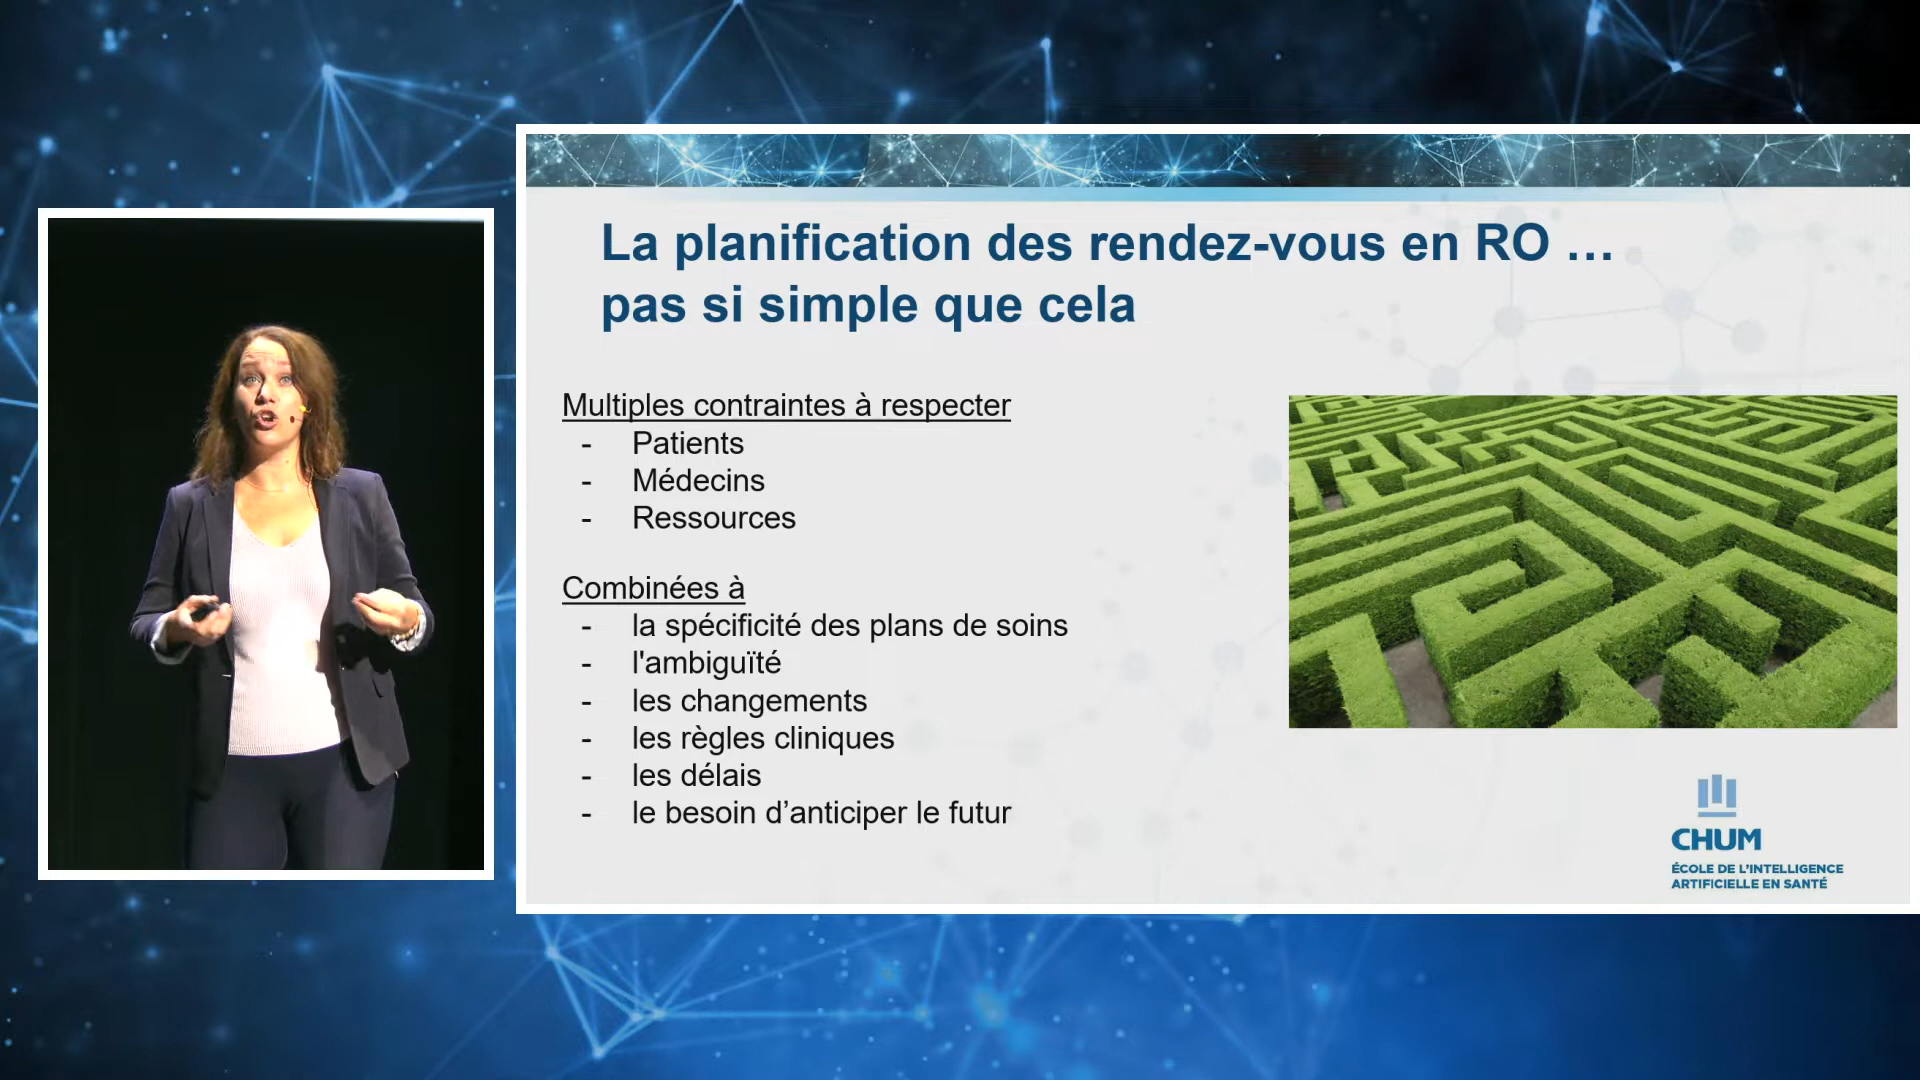 La planification des rendez-vous en RO …
pas si simple que cela
Multiples contraintes à respecter
- Patients
- Médecins
- Ressources
Combinées à
- la spécificité des plans de soins
- l'ambiguïté
- les changements
- les règles cliniques
- les délais
- le besoin d’anticiper le futur
CHUM
ÉCOLE DE L’INTELLIGENCE
ARTIFICIELLE EN SANTÉ